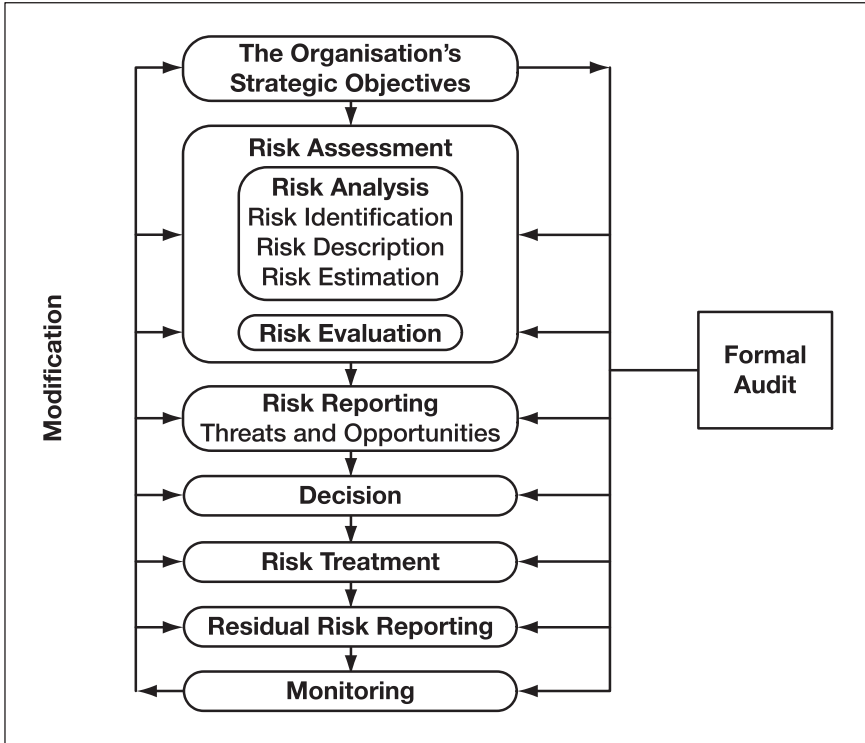 The Organisation's
Strategic Objectives
Risk Assessment
Risk Analysis
Risk Identification
Risk Description
Risk Estimation
Risk Evaluation
Modification
Formal
Audit
Risk Reporting
Threats and Opportunities
Decision
Risk Treatment
Residual Risk Reporting
Monitoring